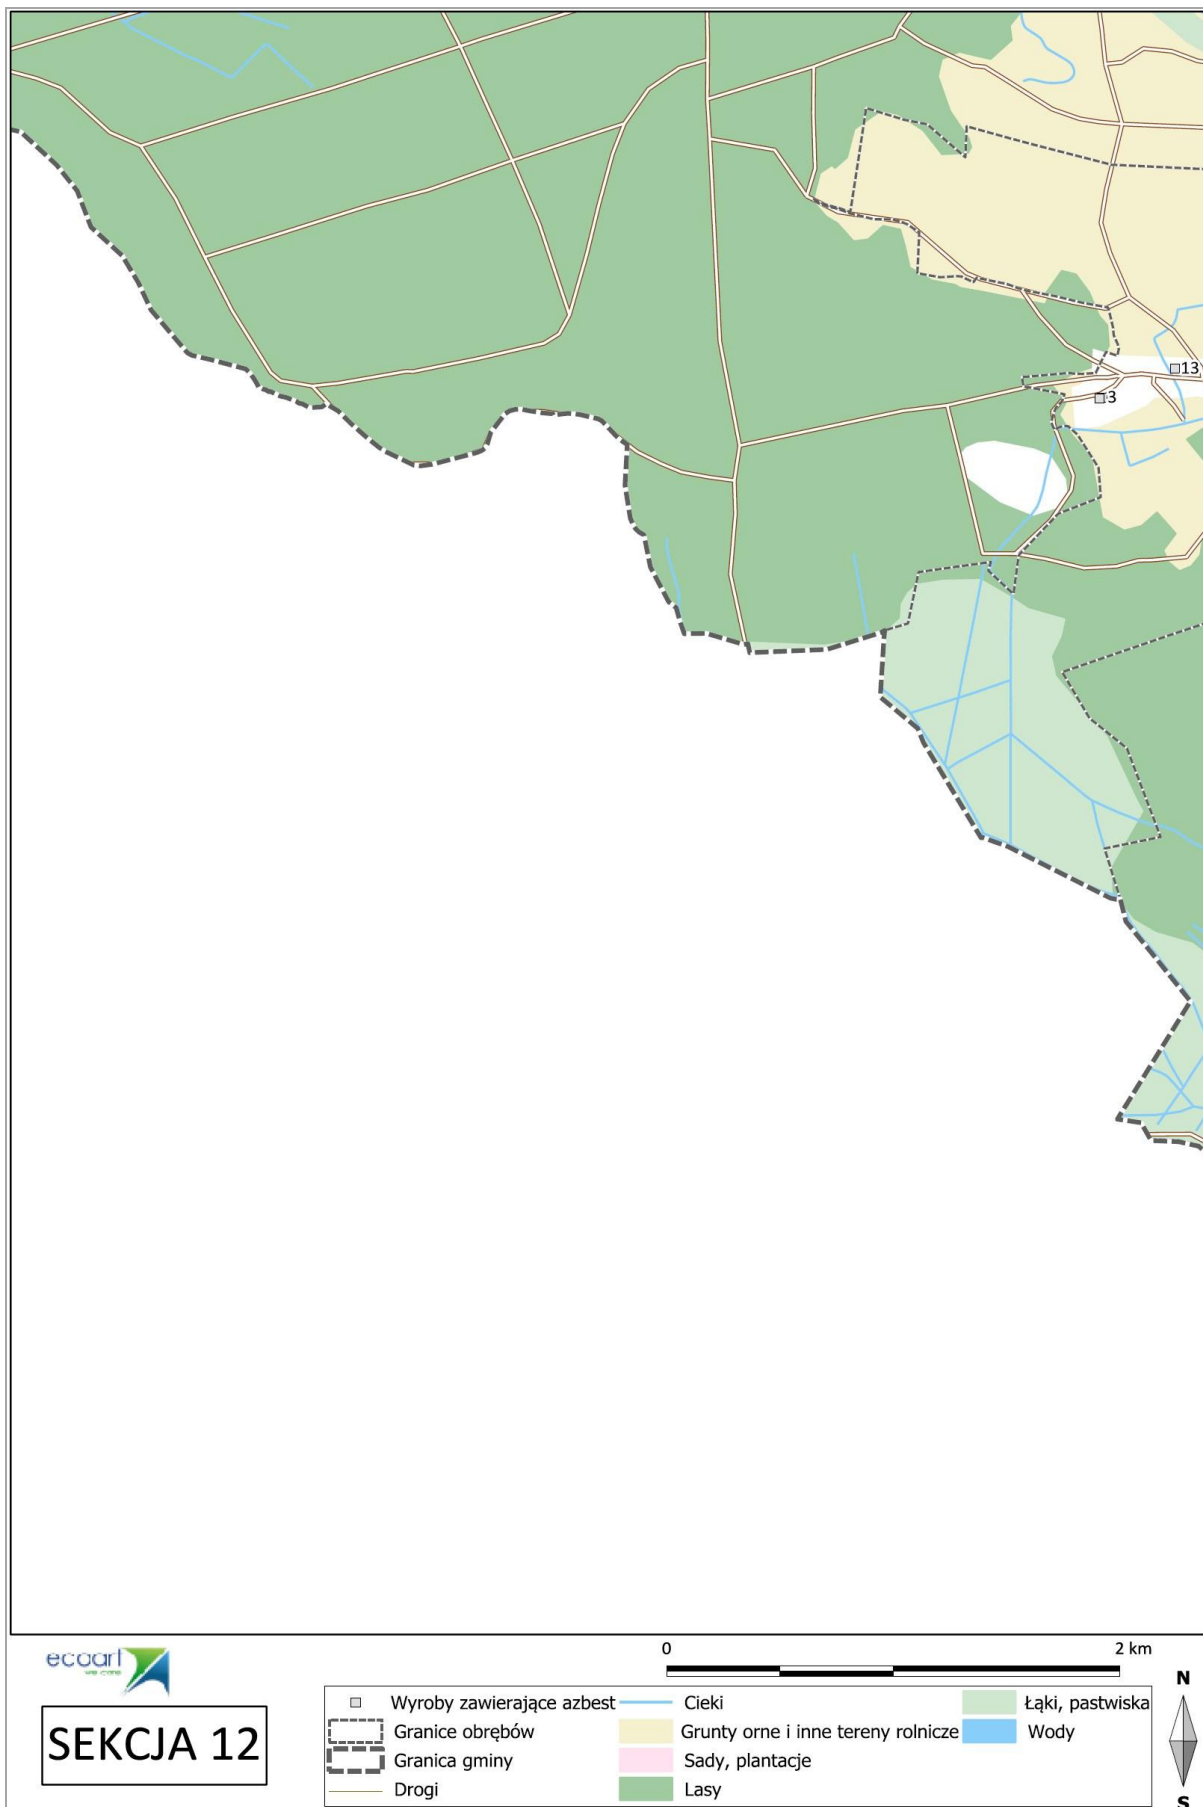 13
3
ecoart
we care
SEKCJA 12
0 2 km
Wyroby zawierające azbest
Granice obrębów
Granica gminy
Drogi
Cieki
Grunty orne i inne tereny rolnicze
Sady, plantacje
Lasy
Łąki, pastwiska
Wody
N
S